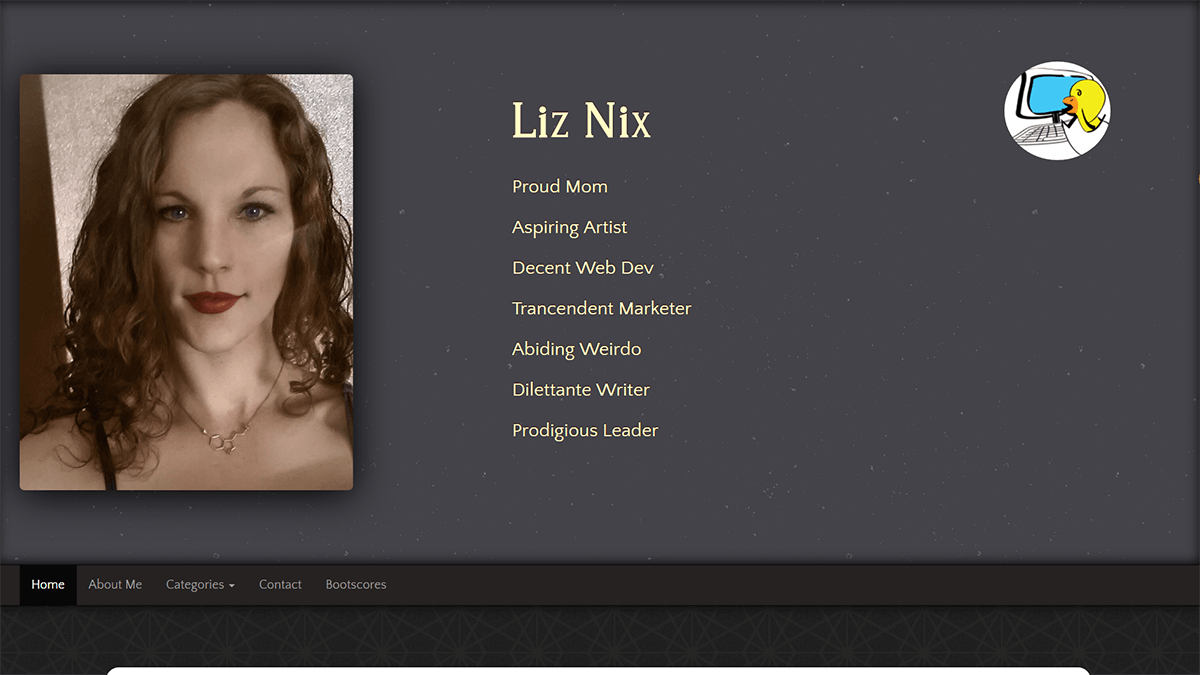 Liz Nix
Proud Mom
Aspiring Artist
Decent Web Dev
Trancendent Marketer
Abiding Weirdo
Dilettante Writer
Prodigious Leader
Home About Me Categories Contact Bootscores